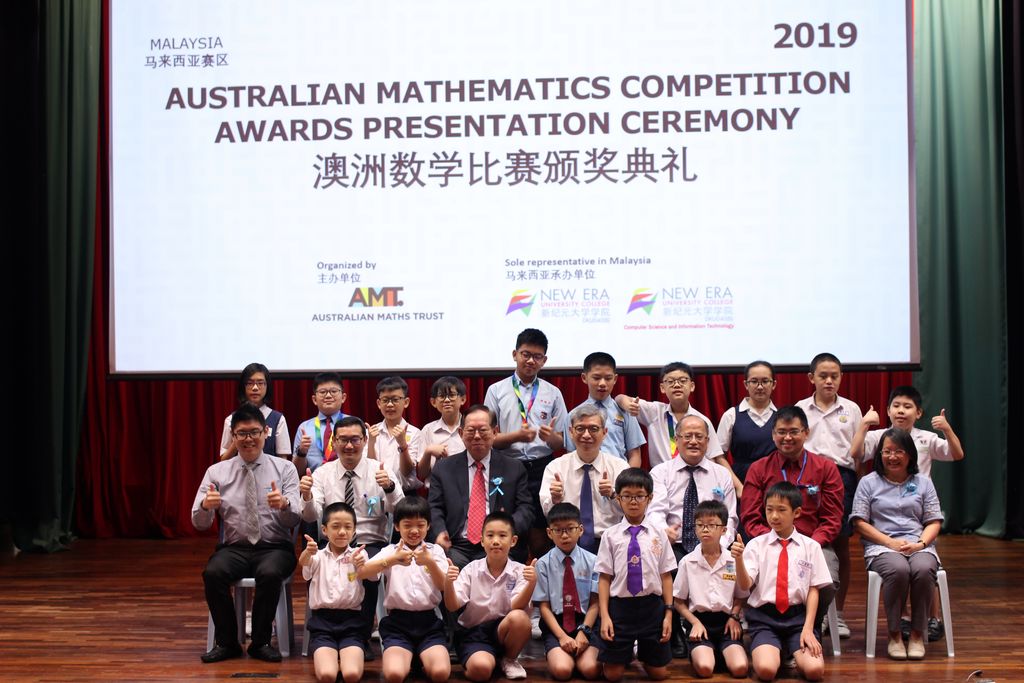 MALAYSIA
马来西亚赛区
2019
AUSTRALIAN MATHEMATICS COMPETITION
AWARDS PRESENTATION CEREMONY
澳洲数学比赛颁奖典礼
Organized by
主办单位
AMT.
AUSTRALIAN MATHS TRUST
Sole representative in Malaysia
马来西亚承办单位
NEW ERA
UNIVERSITY COLLEGE
新纪元大学学院
NEW ERA
UNIVERSITY COLLEGE
新纪元大学学院
Computer Science and Information Technology